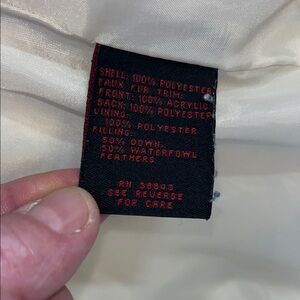 SHELL: 100% POLYESTER
FAUX FUR TRIM:
FRONT: 100% ACRYLIC
BACK: 100% POLYESTER
LINING:
100% POLYESTER
FILLING:
50% DOWN,
50% WATERFOWL
FEATHERS
RN
SEE REVERSE
FOR CARE